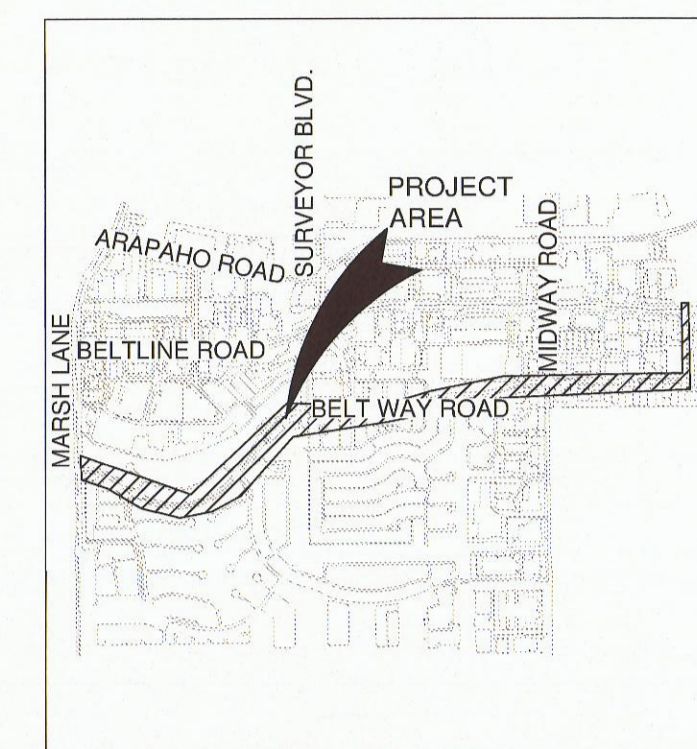 SURVEYOR BLVD.
PROJECT
AREA
ARAPAHO ROAD
MIDWAY ROAD
MARSH LANE
BELTLINE ROAD
BELT WAY ROAD